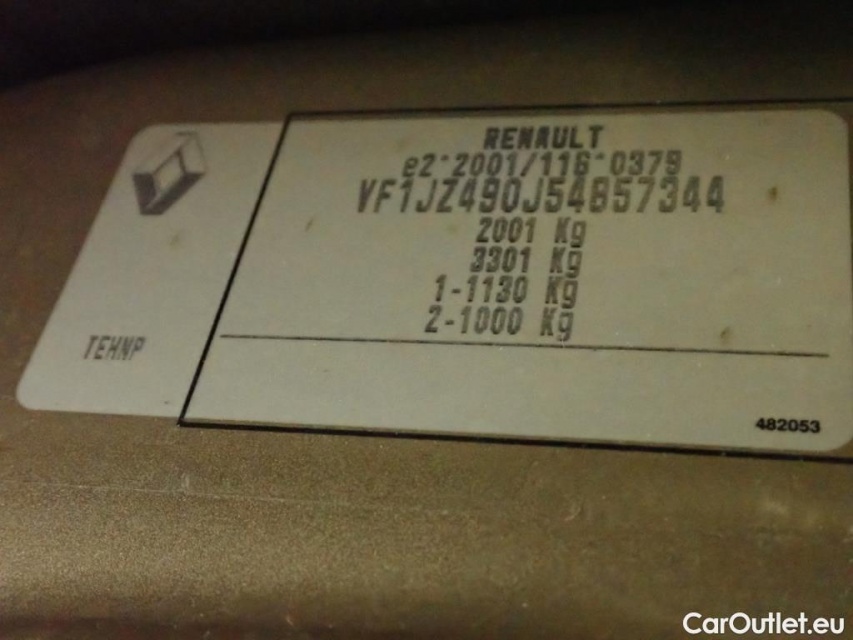 RENAULT
e2*2001/116*0379
VF1JZ490J54857344
2001 Kg
3301 Kg
1-1130 Kg
2-1000 Kg
TEHNP
482053
CarOutlet.eu